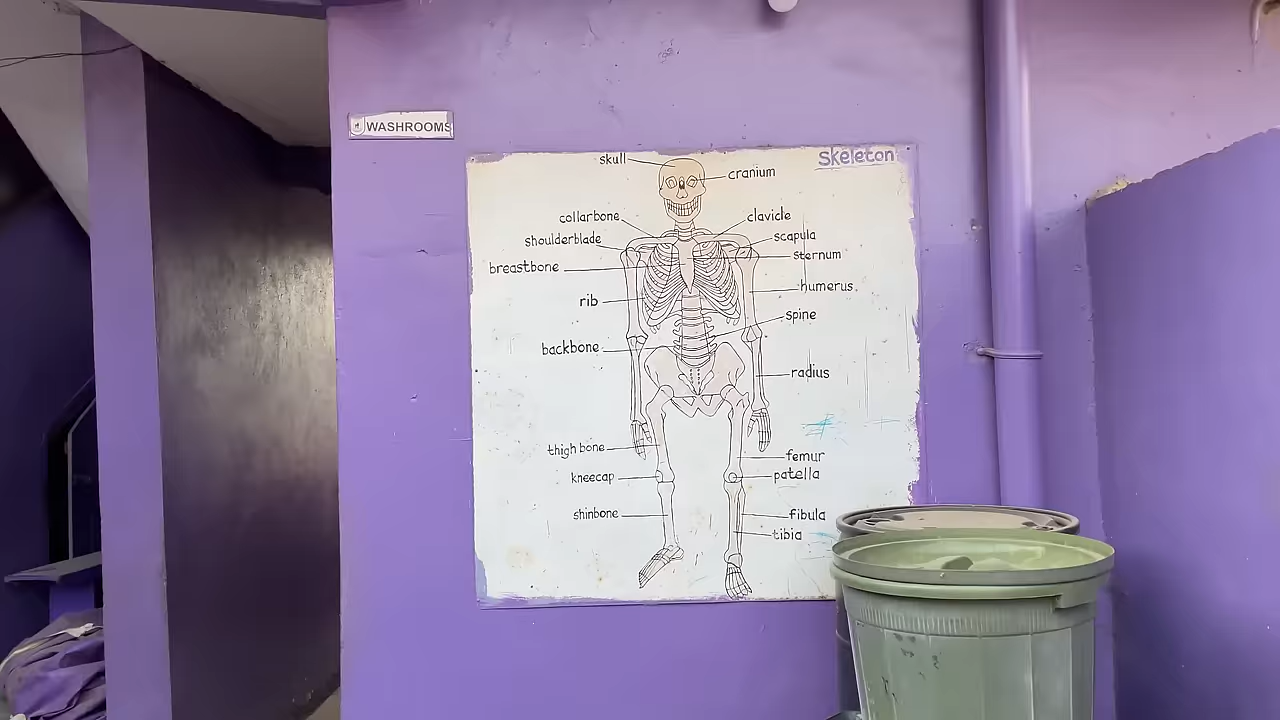 WASHROOMS
Skeleton
skull
cranium
collarbone
clavicle
shoulderblade
scapula
breastbone
sternum
rib
humerus
spine
backbone
radius
thigh bone
femur
kneecap
patella
shinbone
fibula
tibia